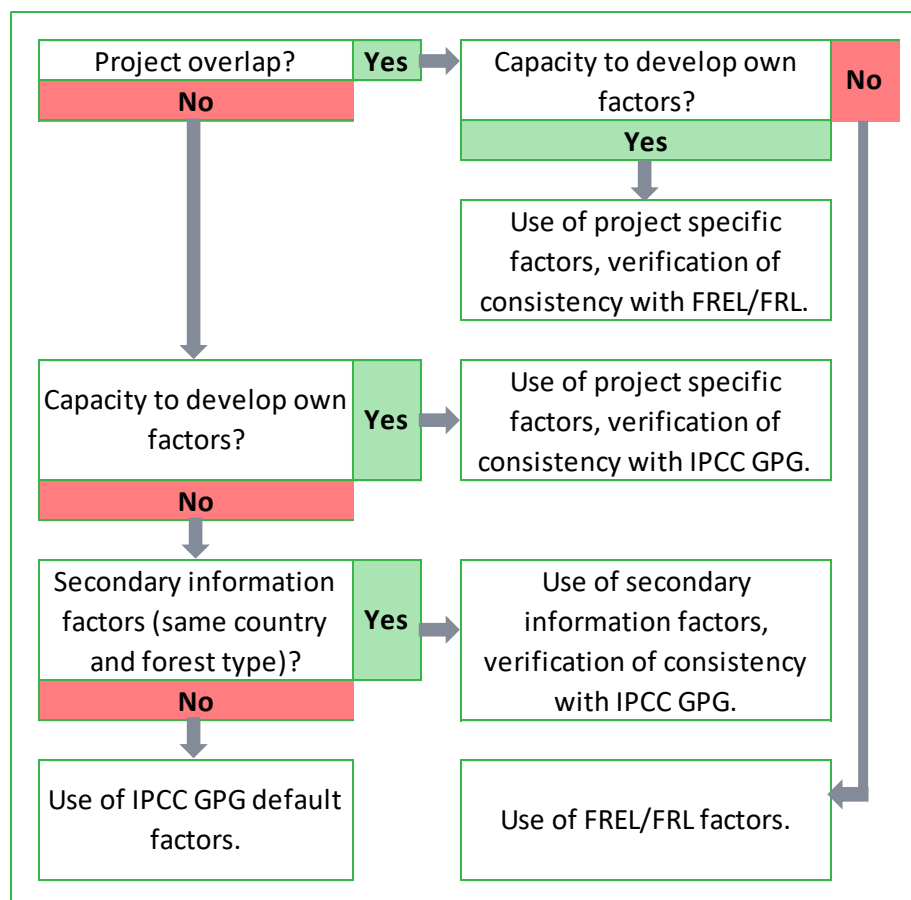 Project overlap?
Yes
No
Capacity to develop own
factors?
No
Yes
Use of project specific
factors, verification of
consistency with FREL/FRL.
Capacity to develop own
factors?
Yes
No
Use of project specific
factors, verification of
consistency with IPCC GPG.
Secondary information
factors (same country
and forest type)?
Yes
No
Use of secondary
information factors,
verification of consistency
with IPCC GPG.
Use of IPCC GPG default
factors.
Use of FREL/FRL factors.